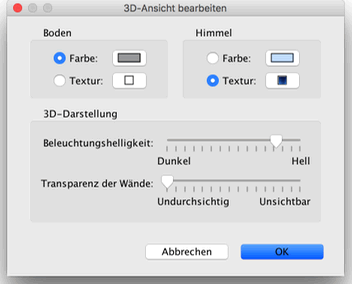 3D-Ansicht bearbeiten
Boden
Himmel
Farbe:
Farbe:
Textur:
Textur:
3D-Darstellung
Beleuchtungshelligkeit:
Dunkel Hell
Transparenz der Wände:
Undurchsichtig Unsichtbar
Abbrechen OK